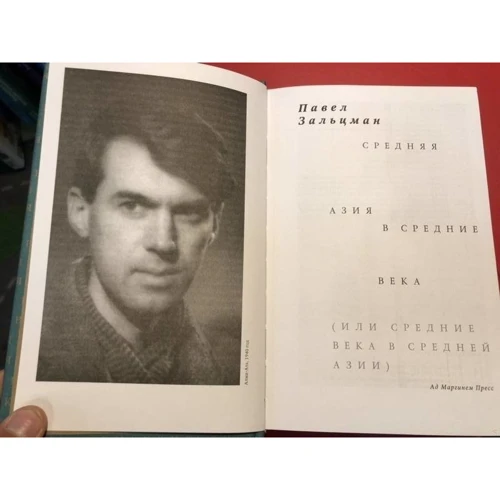 Павел
Зальцман
СРЕДНЯЯ
АЗИЯ
В СРЕДНИЕ
ВЕКА
(ИЛИ СРЕДНИЕ
ВЕКА В СРЕДНЕЙ
АЗИИ)
Ад Маргинем Пресс